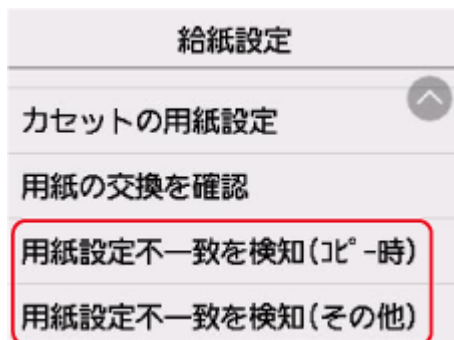 給紙設定
カセットの用紙設定
用紙の交換を確認
用紙設定不一致を検知(ｺﾋﾟｰ時)
用紙設定不一致を検知(その他)